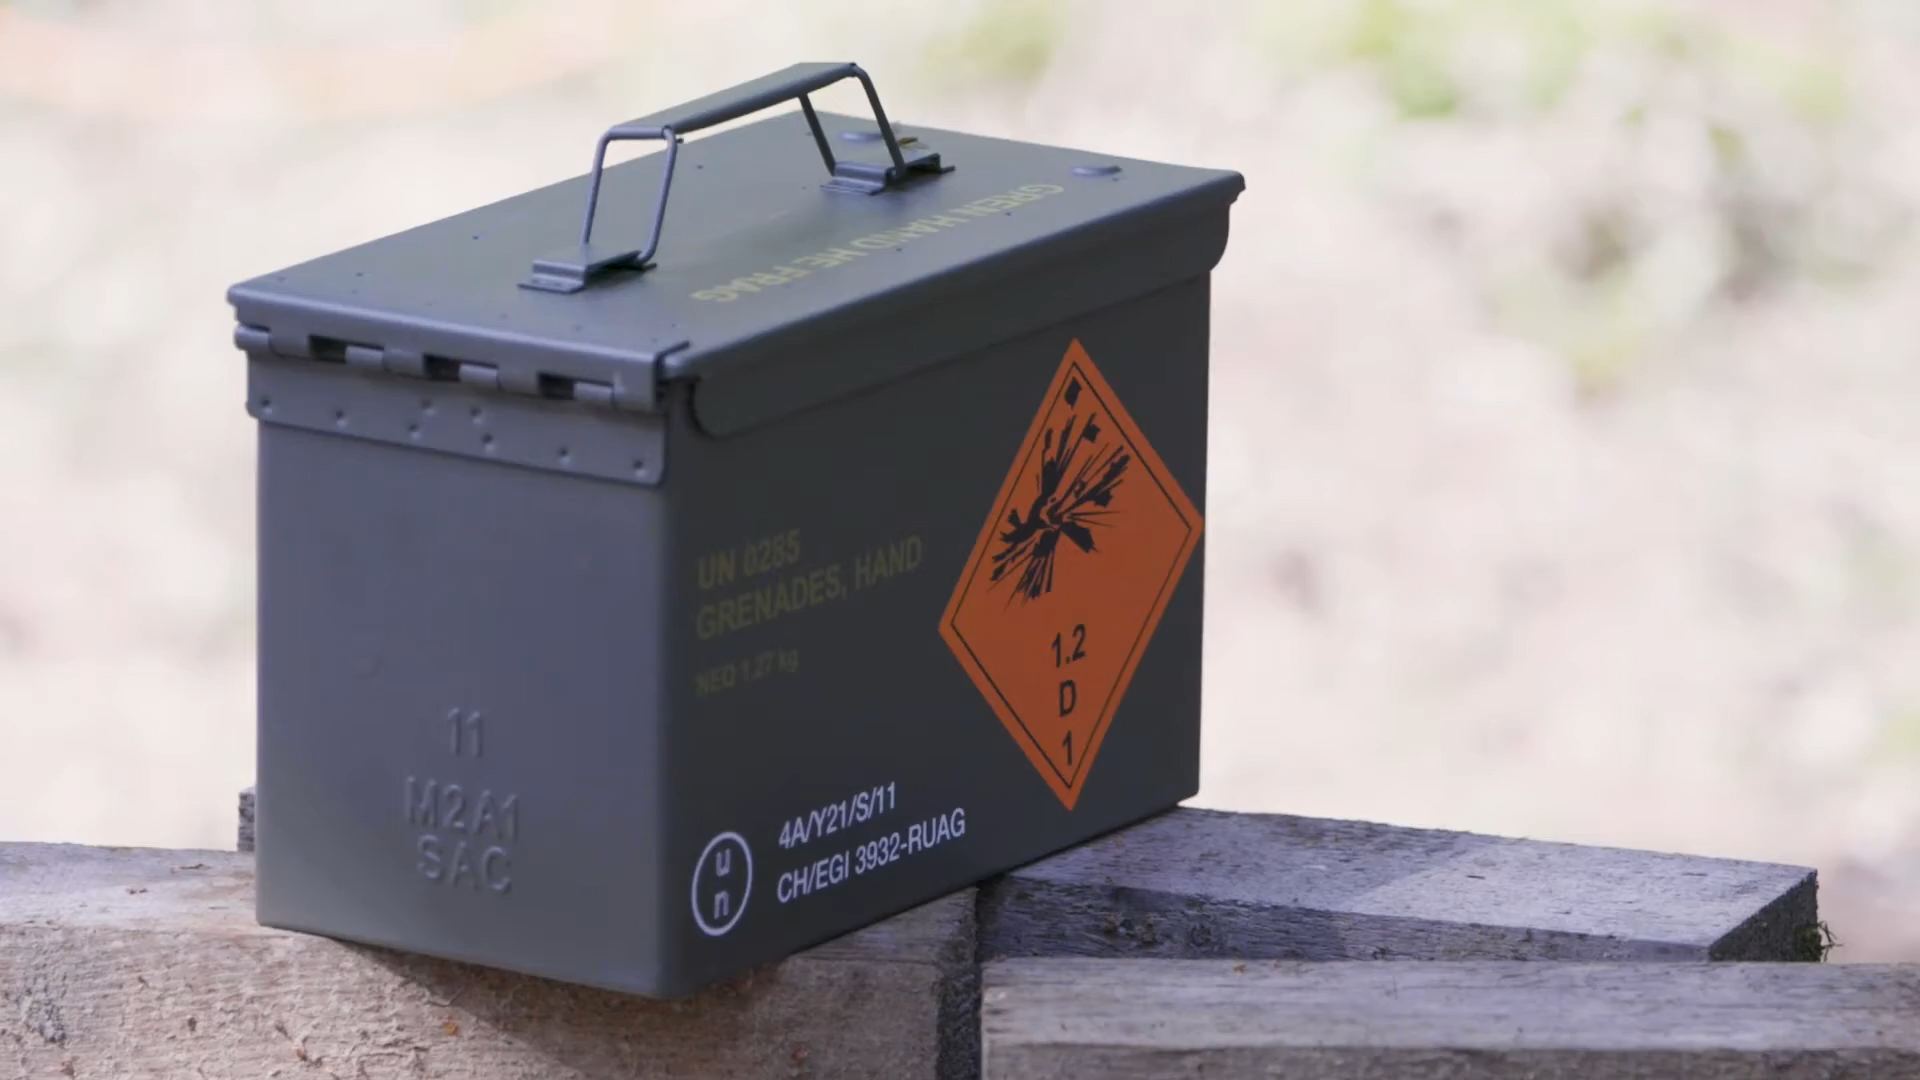 GREN HAND HE FRAG
UN 0285
GRENADES, HAND
NEQ 1.27 kg
1.2
D
1
11
M2A1
SAC
u
n
4A/Y21/S/11
CH/EGI 3932-RUAG